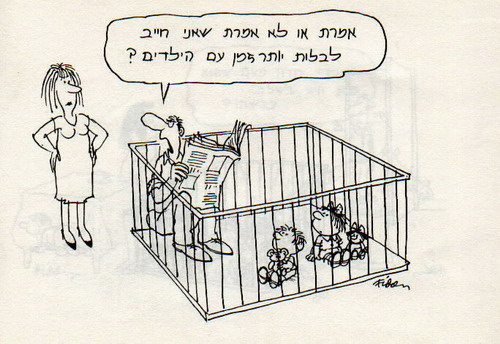 אמרת או לא אמרת שאני חייב
לבלות יותר זמן עם הילדים ?